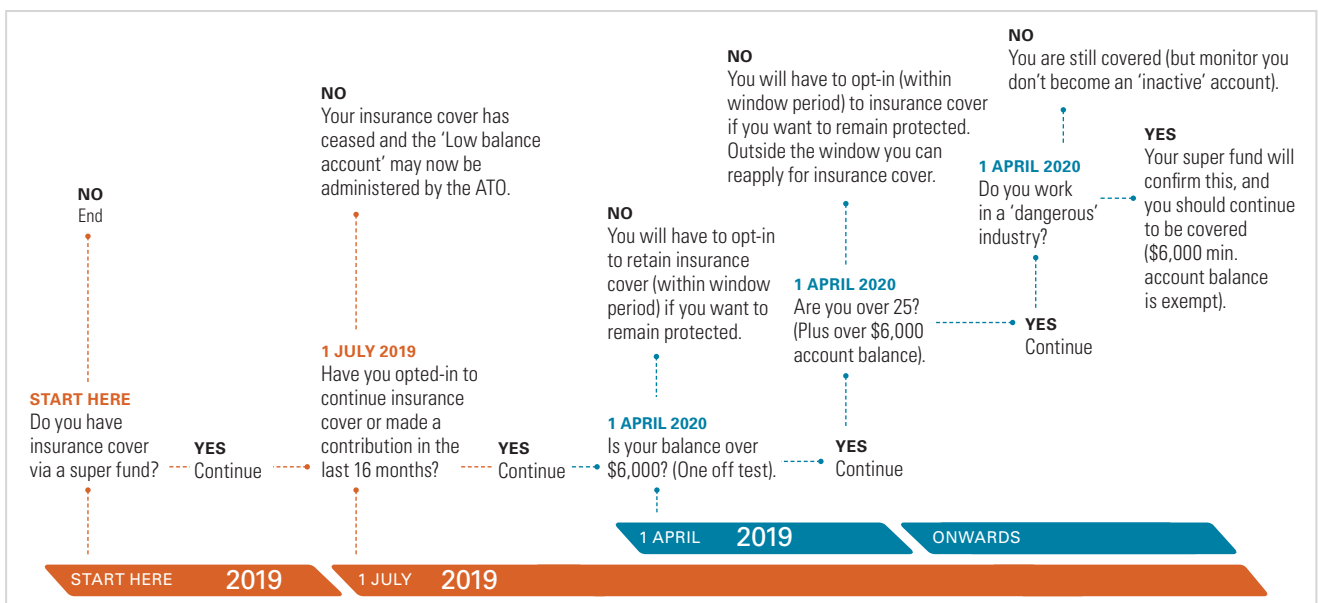 NO
End
START HERE
Do you have
insurance cover
via a super fund?
YES
Continue
NO
Your insurance cover has
ceased and the ‘Low balance
account’ may now be
administered by the ATO.
1 JULY 2019
Have you opted-in to
continue insurance
cover or made a
contribution in the
last 16 months?
YES
Continue
NO
You will have to opt-in
to retain insurance
cover (within window
period) if you want to
remain protected.
1 APRIL 2020
Is your balance over
$6,000? (One off test).
YES
Continue
NO
You will have to opt-in (within
window period) to insurance cover
if you want to remain protected.
Outside the window you can
reapply for insurance cover.
1 APRIL 2020
Are you over 25?
(Plus over $6,000
account balance).
YES
Continue
NO
You are still covered (but monitor you
don’t become an ‘inactive’ account).
1 APRIL 2020
Do you work
in a ‘dangerous’
industry?
YES
Your super fund will
confirm this, and
you should continue
to be covered
($6,000 min.
account balance
is exempt).
1 APRIL 2019
ONWARDS
START HERE 2019
1 JULY 2019